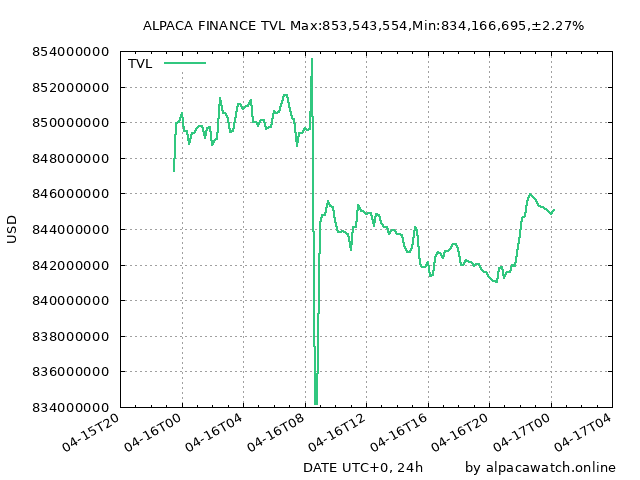 ALPACA FINANCE TVL Max:853,543,554,Min:834,166,695,±2.27%
854000000
TVL
852000000
850000000
848000000
846000000
844000000
842000000
840000000
838000000
836000000
834000000
USD
04-15T20
04-16T00
04-16T04
04-16T08
04-16T12
04-16T16
04-16T20
04-17T00
04-17T04
DATE UTC+0, 24h
by alpacawatch.online